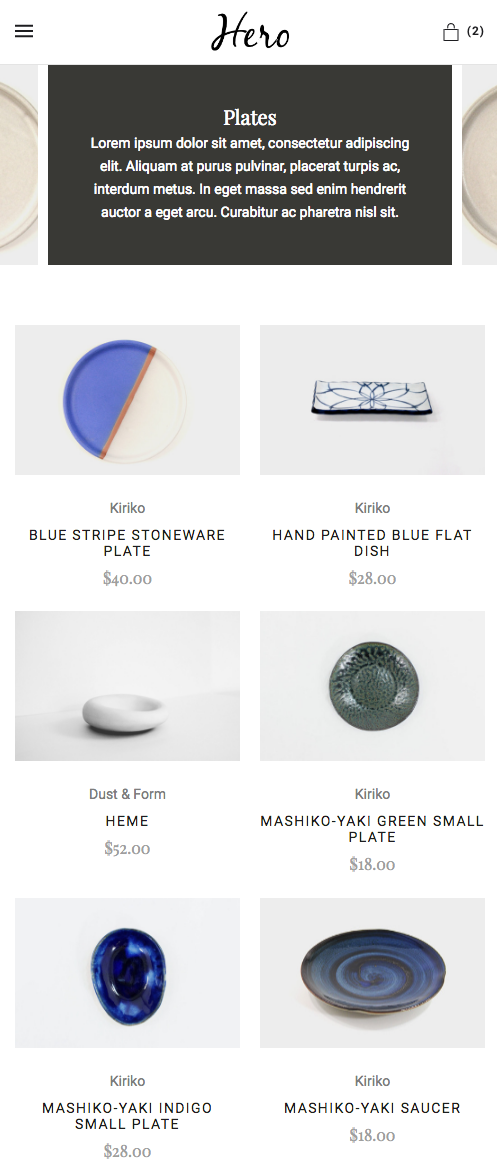 Hero
(2)
Plates
Lorem ipsum dolor sit amet, consectetur adipiscing
elit. Aliquam at purus pulvinar, placerat turpis ac,
interdum metus. In eget massa sed enim hendrerit
auctor a eget arcu. Curabitur ac pharetra nisl sit.
Kiriko
BLUE STRIPE STONEWARE
PLATE
$40.00
Kiriko
HAND PAINTED BLUE FLAT
DISH
$28.00
Dust & Form
HEME
$52.00
Kiriko
MASHIKO-YAKI GREEN SMALL
PLATE
$18.00
Kiriko
MASHIKO-YAKI INDIGO
SMALL PLATE
$28.00
Kiriko
MASHIKO-YAKI SAUCER
$18.00